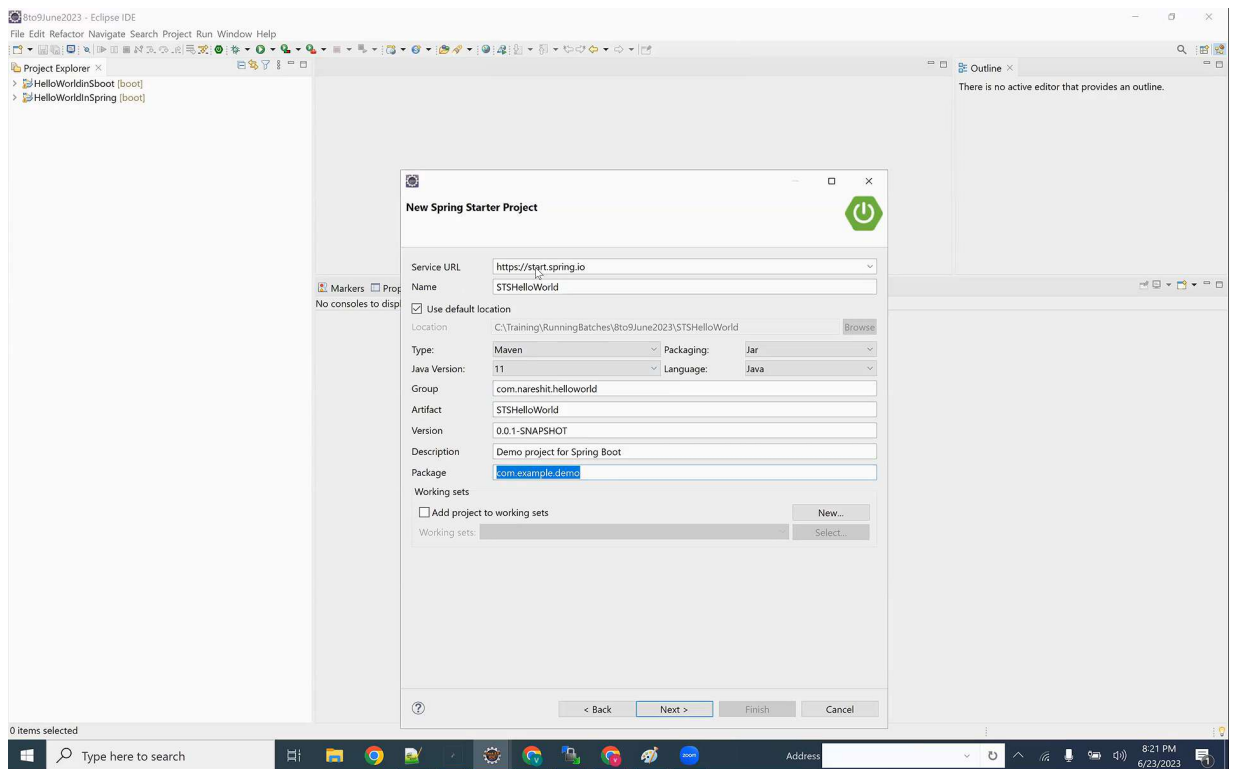 8to9June2023 - Eclipse IDE
File Edit Refactor Navigate Search Project Run Window Help
Project Explorer
HelloWorldinSboot [boot]
HelloWorldInSpring [boot]
Outline
There is no active editor that provides an outline.
New Spring Starter Project
Service URL https://start.spring.io
Name STSHelloWorld
Use default location
Location C:\Training\RunningBatches\8to9June2023\STSHelloWorld Browse
Type: Maven Packaging: Jar
Java Version: 11 Language: Java
Group com.nareshit.helloworld
Artifact STSHelloWorld
Version 0.0.1-SNAPSHOT
Description Demo project for Spring Boot
Package com.example.demo
Working sets
Add project to working sets New...
Working sets: Select...
< Back Next > Finish Cancel
Markers Prop
No consoles to displ
0 items selected
Type here to search
Address
8:21 PM
6/23/2023
zoom